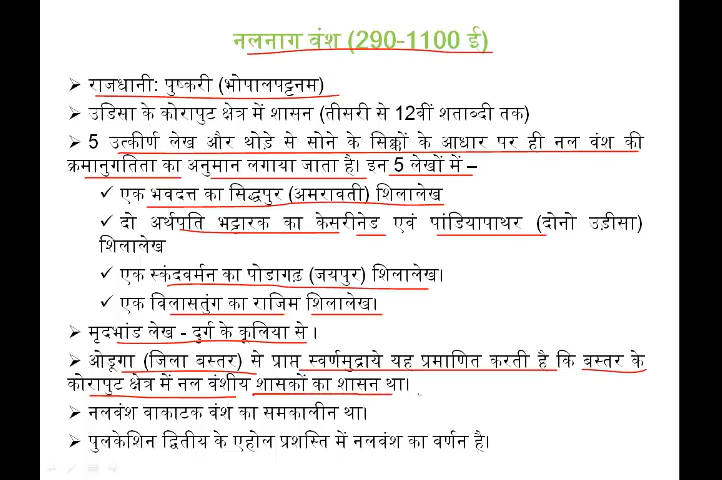 नलनाग वंश (290-1100 ई)
➢ राजधानी: पुष्करी (भोपालपट्टनम)
➢ उडिसा के कोरापुट क्षेत्र में शासन (तीसरी से 12वीं शताब्दी तक)
➢ 5 उत्कीर्ण लेख और थोड़े से सोने के सिक्कों के आधार पर ही नल वंश की
क्रमानुगतिता का अनुमान लगाया जाता है। इन 5 लेखों में –
✓ एक भवदत्त का सिद्धपुर (अमरावती) शिलालेख
✓ दो अर्थपूति भट्टारक का केसरीनेड एवं पांडियापाथर (दोनो उड़ीसा)
शिलालेख
✓ एक स्कंदवर्मन का पोडागढ़ (जयपुर) शिलालेख।
✓ एक विलासतुंग का राजिम शिलालेख।
➢ मृदभांड लेख - दुर्ग के कूलिया से ।
➢ ओडूगा (जिला बस्तर) से प्राप्त स्वर्णमुद्राये यह प्रमाणित करती है कि बस्तर के
कोरापुट क्षेत्र में नल वंशीय शासकों का शासन था।
➢ नलवंश वाकाटक वंश का समकालीन था।
➢ पुलकेशिन द्वितीय के एहोल प्रशस्ति में नलवंश का वर्णन है।